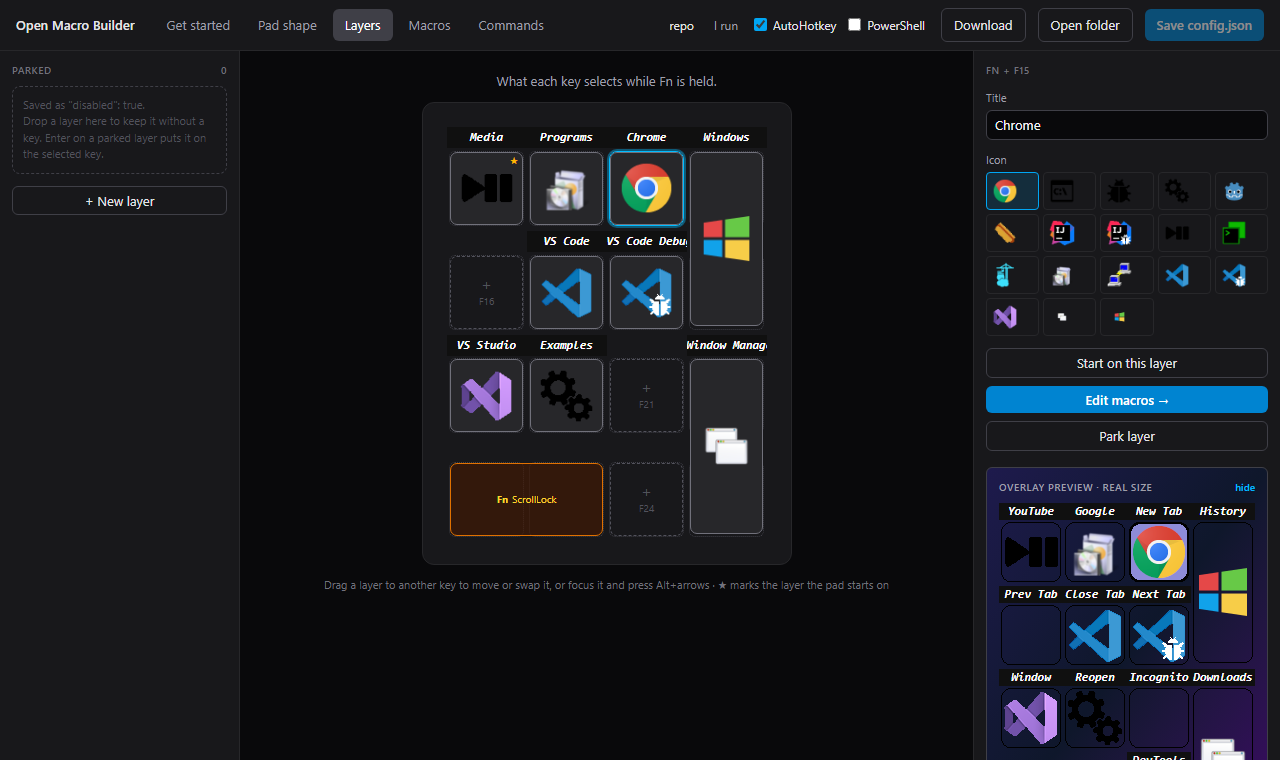 Open Macro Builder
Get started
Pad shape
Layers
Macros
Commands
repo
I run
AutoHotkey
PowerShell
Download
Open folder
Save config.json
PARKED
0
Saved as "disabled": true.
Drop a layer here to keep it without a
key. Enter on a parked layer puts it on
the selected key.
+ New layer
What each key selects while Fn is held.
Media Programs Chrome Windows
VS Code VS Code Debug
+
F16
VS Studio Examples Window Manag
+
F21
Fn ScrollLock
+
F24
Drag a layer to another key to move or swap it, or focus it and press Alt+arrows · ★ marks the layer the pad starts on
FN + F15
Title
Chrome
Icon
Start on this layer
Edit macros →
Park layer
OVERLAY PREVIEW · REAL SIZE
hide
YouTube Google New Tab History
Prev Tab Close Tab Next Tab
Window Reopen Incognito Downloads
DevTools